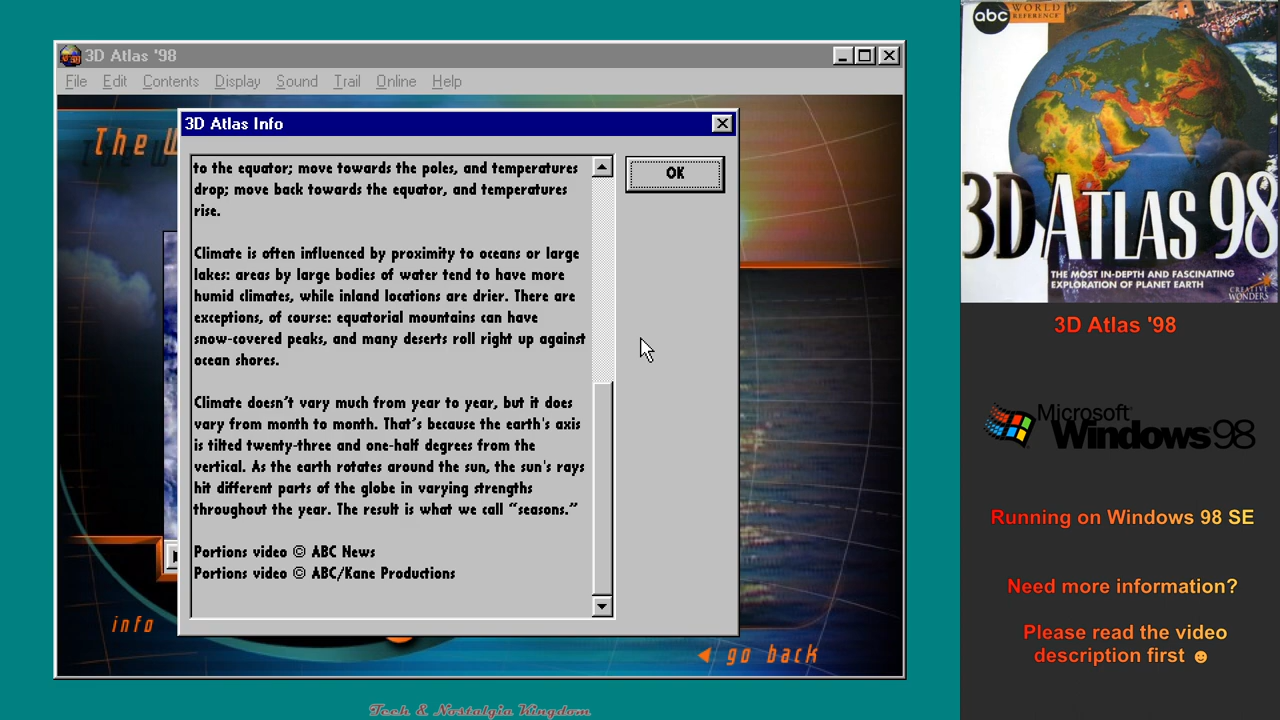 3D Atlas '98
File Edit Contents Display Sound Trail Online Help
The W
3D Atlas Info
to the equator; move towards the poles, and temperatures
drop; move back towards the equator, and temperatures
rise.
Climate is often influenced by proximity to oceans or large
lakes: areas by large bodies of water tend to have more
humid climates, while inland locations are drier. There are
exceptions, of course: equatorial mountains can have
snow-covered peaks, and many deserts roll right up against
ocean shores.
Climate doesn't vary much from year to year, but it does
vary from month to month. That's because the earth's axis
is tilted twenty-three and one-half degrees from the
vertical. As the earth rotates around the sun, the sun's rays
hit different parts of the globe in varying strengths
throughout the year. The result is what we call “seasons.”
Portions video © ABC News
Portions video © ABC/Kane Productions
OK
info
go back
Tech & Nostalgia Kingdom
abc WORLD
REFERENCE
3D ATLAS 98
THE MOST IN-DEPTH AND FASCINATING
EXPLORATION OF PLANET EARTH
CREATIVE
WONDERS
3D Atlas '98
Microsoft
Windows 98
Running on Windows 98 SE
Need more information?
Please read the video
description first ☻